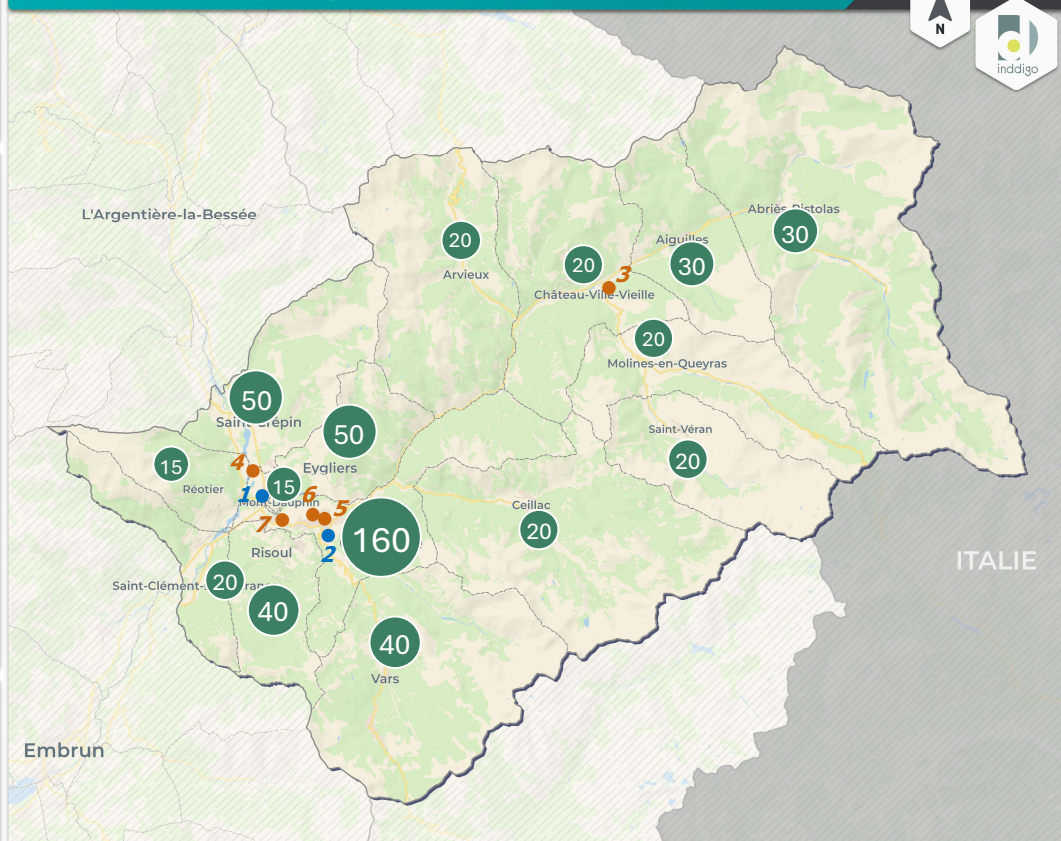 N
inddigo
Abriès-Ristolas
L'Argentière-la-Bessée
30
20
Aiguilles
20
30
3
Arvieux
Château-Ville-Vieille
20
Molines-en-Queyras
50
Saint-Crépin
50
Saint-Véran
15
4
Eygliers
20
Réotier
1
15
6
Mont-Dauphin
5
Ceillac
7
160
20
Risoul
2
ITALIE
20
40
40
Vars
Embrun